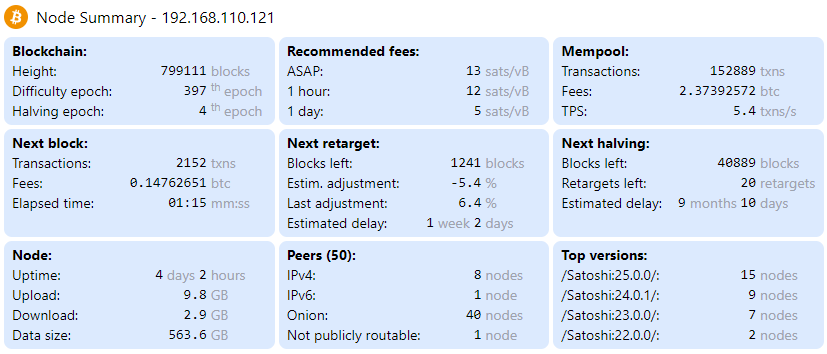 Node Summary - 192.168.110.121
Blockchain:
Height: 799111 blocks
Difficulty epoch: 397 th epoch
Halving epoch: 4 th epoch
Recommended fees:
ASAP: 13 sats/vB
1 hour: 12 sats/vB
1 day: 5 sats/vB
Mempool:
Transactions: 152889 txns
Fees: 2.37392572 btc
TPS: 5.4 txns/s
Next block:
Transactions: 2152 txns
Fees: 0.14762651 btc
Elapsed time: 01:15 mm:ss
Next retarget:
Blocks left: 1241 blocks
Estim. adjustment: -5.4 %
Last adjustment: 6.4 %
Estimated delay: 1 week 2 days
Next halving:
Blocks left: 40889 blocks
Retargets left: 20 retargets
Estimated delay: 9 months 10 days
Node:
Uptime: 4 days 2 hours
Upload: 9.8 GB
Download: 2.9 GB
Data size: 563.6 GB
Peers (50):
IPv4: 8 nodes
IPv6: 1 node
Onion: 40 nodes
Not publicly routable: 1 node
Top versions:
/Satoshi:25.0.0/: 15 nodes
/Satoshi:24.0.1/: 9 nodes
/Satoshi:23.0.0/: 7 nodes
/Satoshi:22.0.0/: 2 nodes